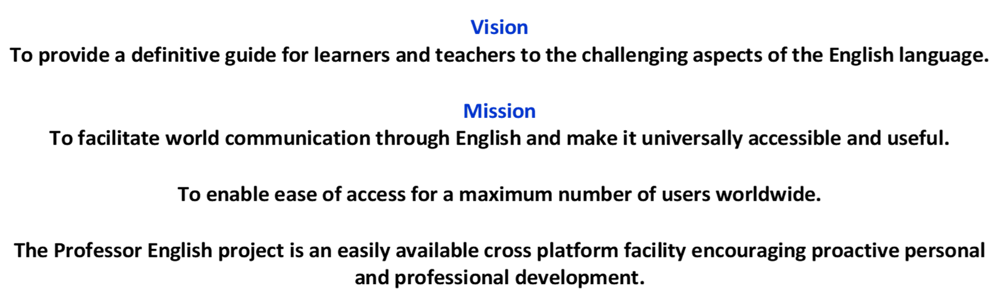 Vision
To provide a definitive guide for learners and teachers to the challenging aspects of the English language.
Mission
To facilitate world communication through English and make it universally accessible and useful.
To enable ease of access for a maximum number of users worldwide.
The Professor English project is an easily available cross platform facility encouraging proactive personal
and professional development.